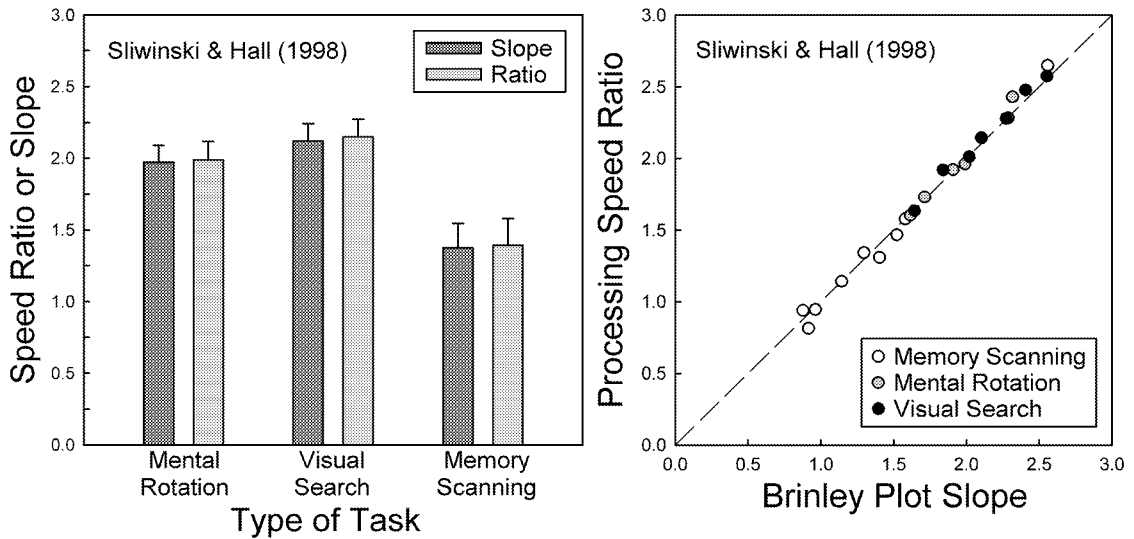 Speed Ratio or Slope
3.0
2.5
2.0
1.5
1.0
0.5
0.0
Sliwinski & Hall (1998)
Slope
Ratio
Mental
Rotation
Visual
Search
Memory
Scanning
Type of Task
Processing Speed Ratio
3.0
2.5
2.0
1.5
1.0
0.5
0.0
Sliwinski & Hall (1998)
Memory Scanning
Mental Rotation
Visual Search
0.0 0.5 1.0 1.5 2.0 2.5 3.0
Brinley Plot Slope